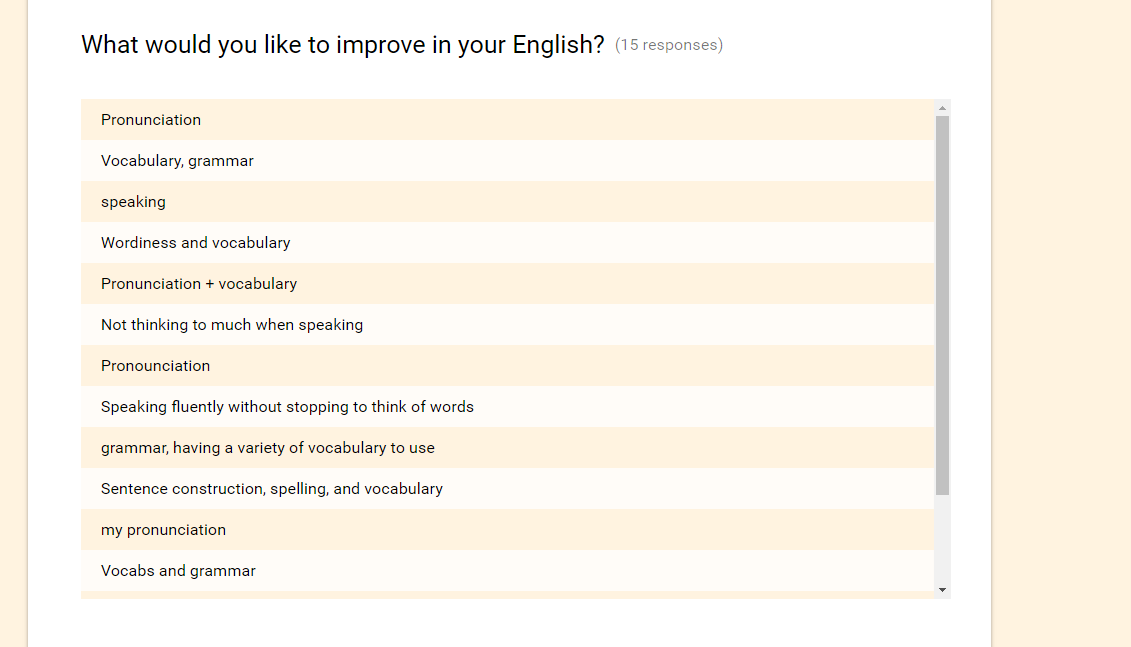 What would you like to improve in your English? (15 responses)
Pronunciation
Vocabulary, grammar
speaking
Wordiness and vocabulary
Pronunciation + vocabulary
Not thinking to much when speaking
Pronounciation
Speaking fluently without stopping to think of words
grammar, having a variety of vocabulary to use
Sentence construction, spelling, and vocabulary
my pronunciation
Vocabs and grammar